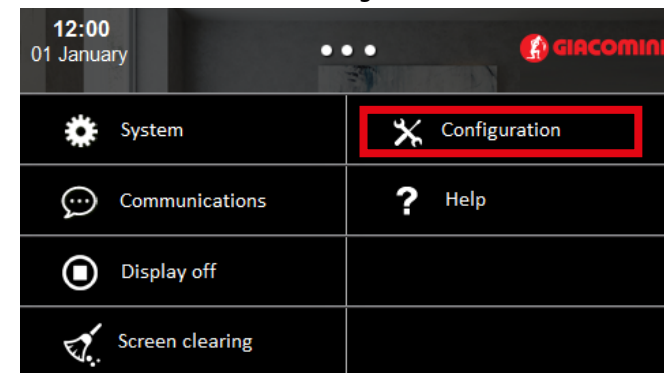 12:00
01 January
GIACOMINI
System
Configuration
Communications
Help
Display off
Screen clearing